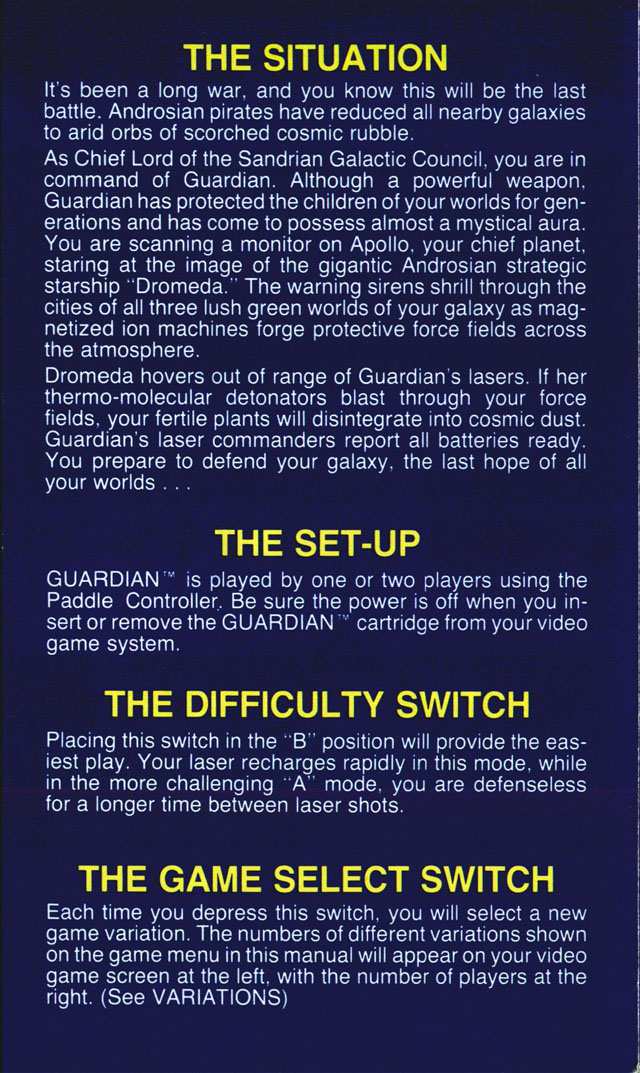 THE SITUATION
It's been a long war, and you know this will be the last
battle. Androsian pirates have reduced all nearby galaxies
to arid orbs of scorched cosmic rubble.
As Chief Lord of the Sandrian Galactic Council, you are in
command of Guardian. Although a powerful weapon,
Guardian has protected the children of your worlds for gen-
erations and has come to possess almost a mystical aura.
You are scanning a monitor on Apollo, your chief planet,
staring at the image of the gigantic Androsian strategic
starship "Dromeda." The warning sirens shrill through the
cities of all three lush green worlds of your galaxy as mag-
netized ion machines forge protective force fields across
the atmosphere.
Dromeda hovers out of range of Guardian's lasers. If her
thermo-molecular detonators blast through your force
fields, your fertile plants will disintegrate into cosmic dust.
Guardian's laser commanders report all batteries ready.
You prepare to defend your galaxy, the last hope of all
your worlds . . .
THE SET-UP
GUARDIAN™ is played by one or two players using the
Paddle Controller. Be sure the power is off when you in-
sert or remove the GUARDIAN™ cartridge from your video
game system.
THE DIFFICULTY SWITCH
Placing this switch in the "B" position will provide the eas-
iest play. Your laser recharges rapidly in this mode, while
in the more challenging "A" mode, you are defenseless
for a longer time between laser shots.
THE GAME SELECT SWITCH
Each time you depress this switch, you will select a new
game variation. The numbers of different variations shown
on the game menu in this manual will appear on your video
game screen at the left, with the number of players at the
right. (See VARIATIONS)